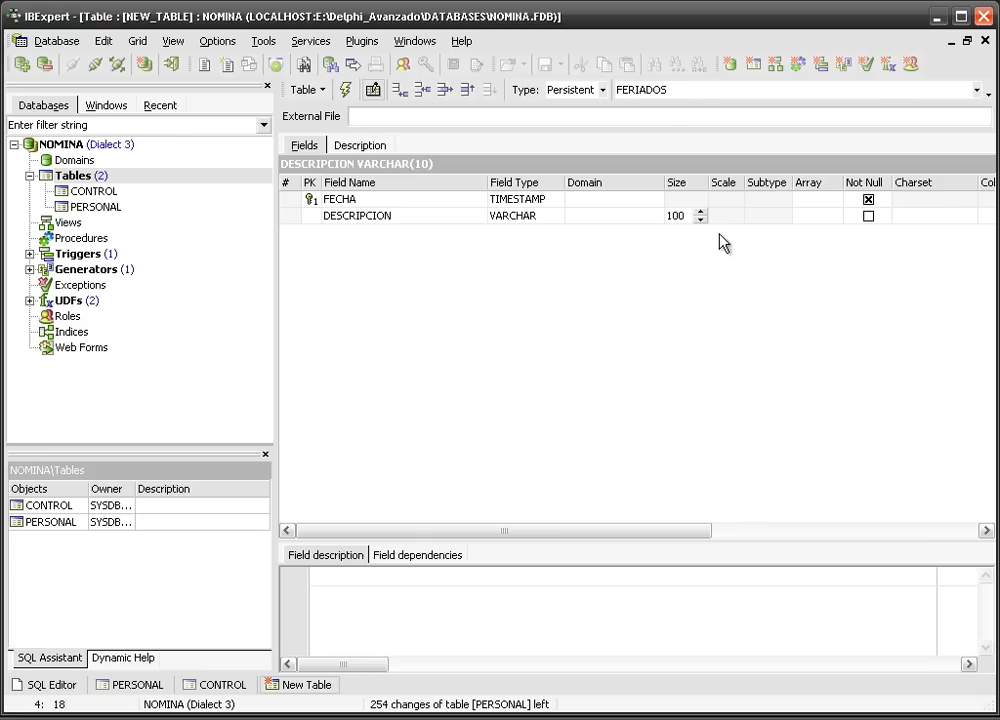 IBExpert - [Table : [NEW_TABLE] : NOMINA (LOCALHOST:E:\Delphi_Avanzado\DATABASES\NOMINA.FDB)]
Database Edit Grid View Options Tools Services Plugins Windows Help
Table Type: Persistent FERIADOS
Databases Windows Recent
External File
Enter filter string
Fields Description
NOMINA (Dialect 3)
Domains
Tables (2)
CONTROL
PERSONAL
Views
Procedures
Triggers (1)
Generators (1)
Exceptions
UDFs (2)
Roles
Indices
Web Forms
DESCRIPCION VARCHAR(10)
# PK Field Name Field Type Domain Size Scale Subtype Array Not Null Charset Col
1 FECHA TIMESTAMP
DESCRIPCION VARCHAR 100
NOMINA\Tables
Objects Owner Description
CONTROL SYSDB...
PERSONAL SYSDB...
Field description Field dependencies
SQL Assistant Dynamic Help
SQL Editor PERSONAL CONTROL New Table
4: 18 NOMINA (Dialect 3) 254 changes of table [PERSONAL] left